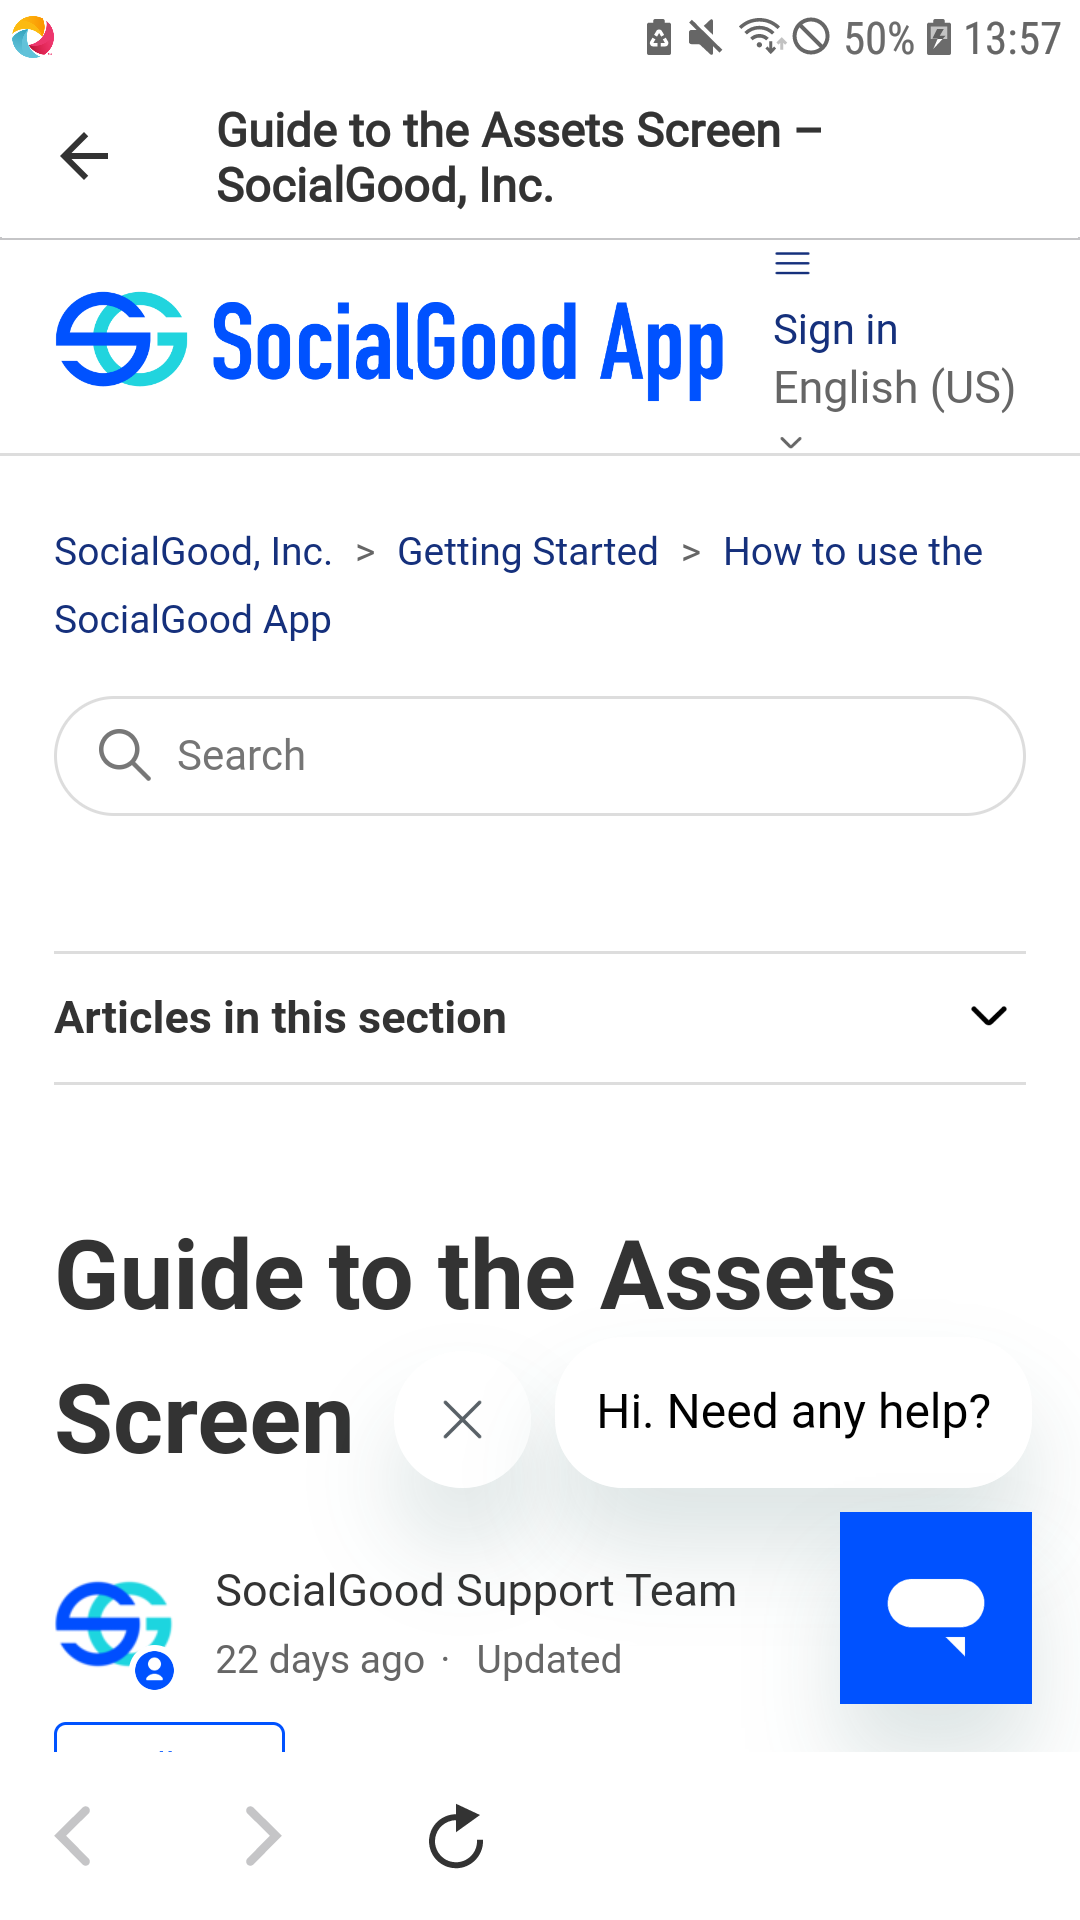 50% 13:57
Guide to the Assets Screen –
SocialGood, Inc.
SocialGood App
Sign in
English (US)
SocialGood, Inc. > Getting Started > How to use the
SocialGood App
Search
Articles in this section
Guide to the Assets
Screen
Hi. Need any help?
SocialGood Support Team
22 days ago · Updated